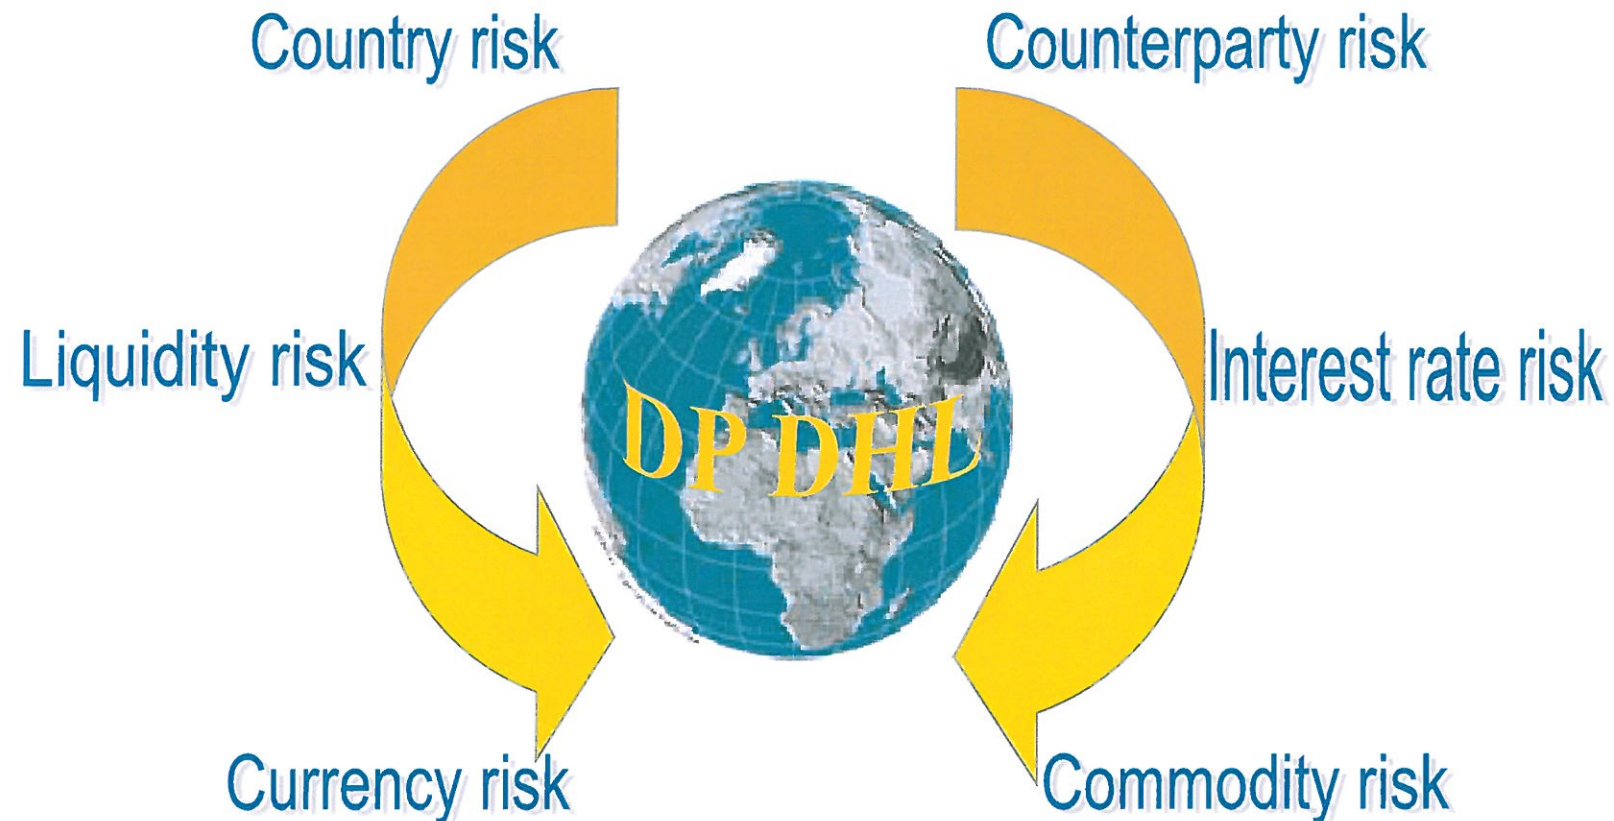 Country risk
Counterparty risk
Liquidity risk
Interest rate risk
DP DHL
Currency risk
Commodity risk